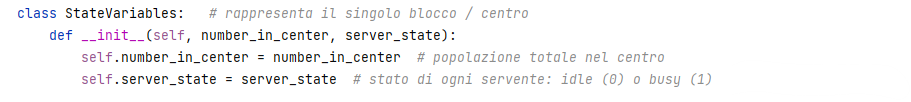 class StateVariables:   # rappresenta il singolo blocco / centro
    def __init__(self, number_in_center, server_state):
        self.number_in_center = number_in_center  # popolazione totale nel centro
        self.server_state = server_state  # stato di ogni servente: idle (0) o busy (1)